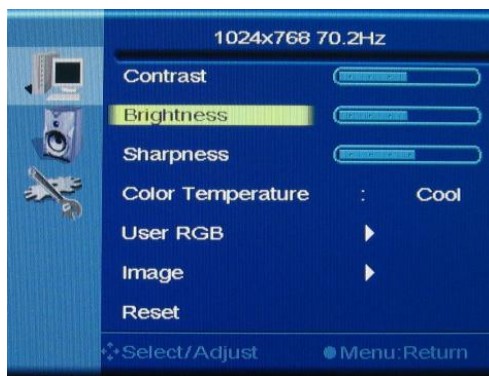 1024x768 70.2Hz
Contrast
Brightness
Sharpness
Color Temperature : Cool
User RGB
Image
Reset
Select/Adjust Menu:Return